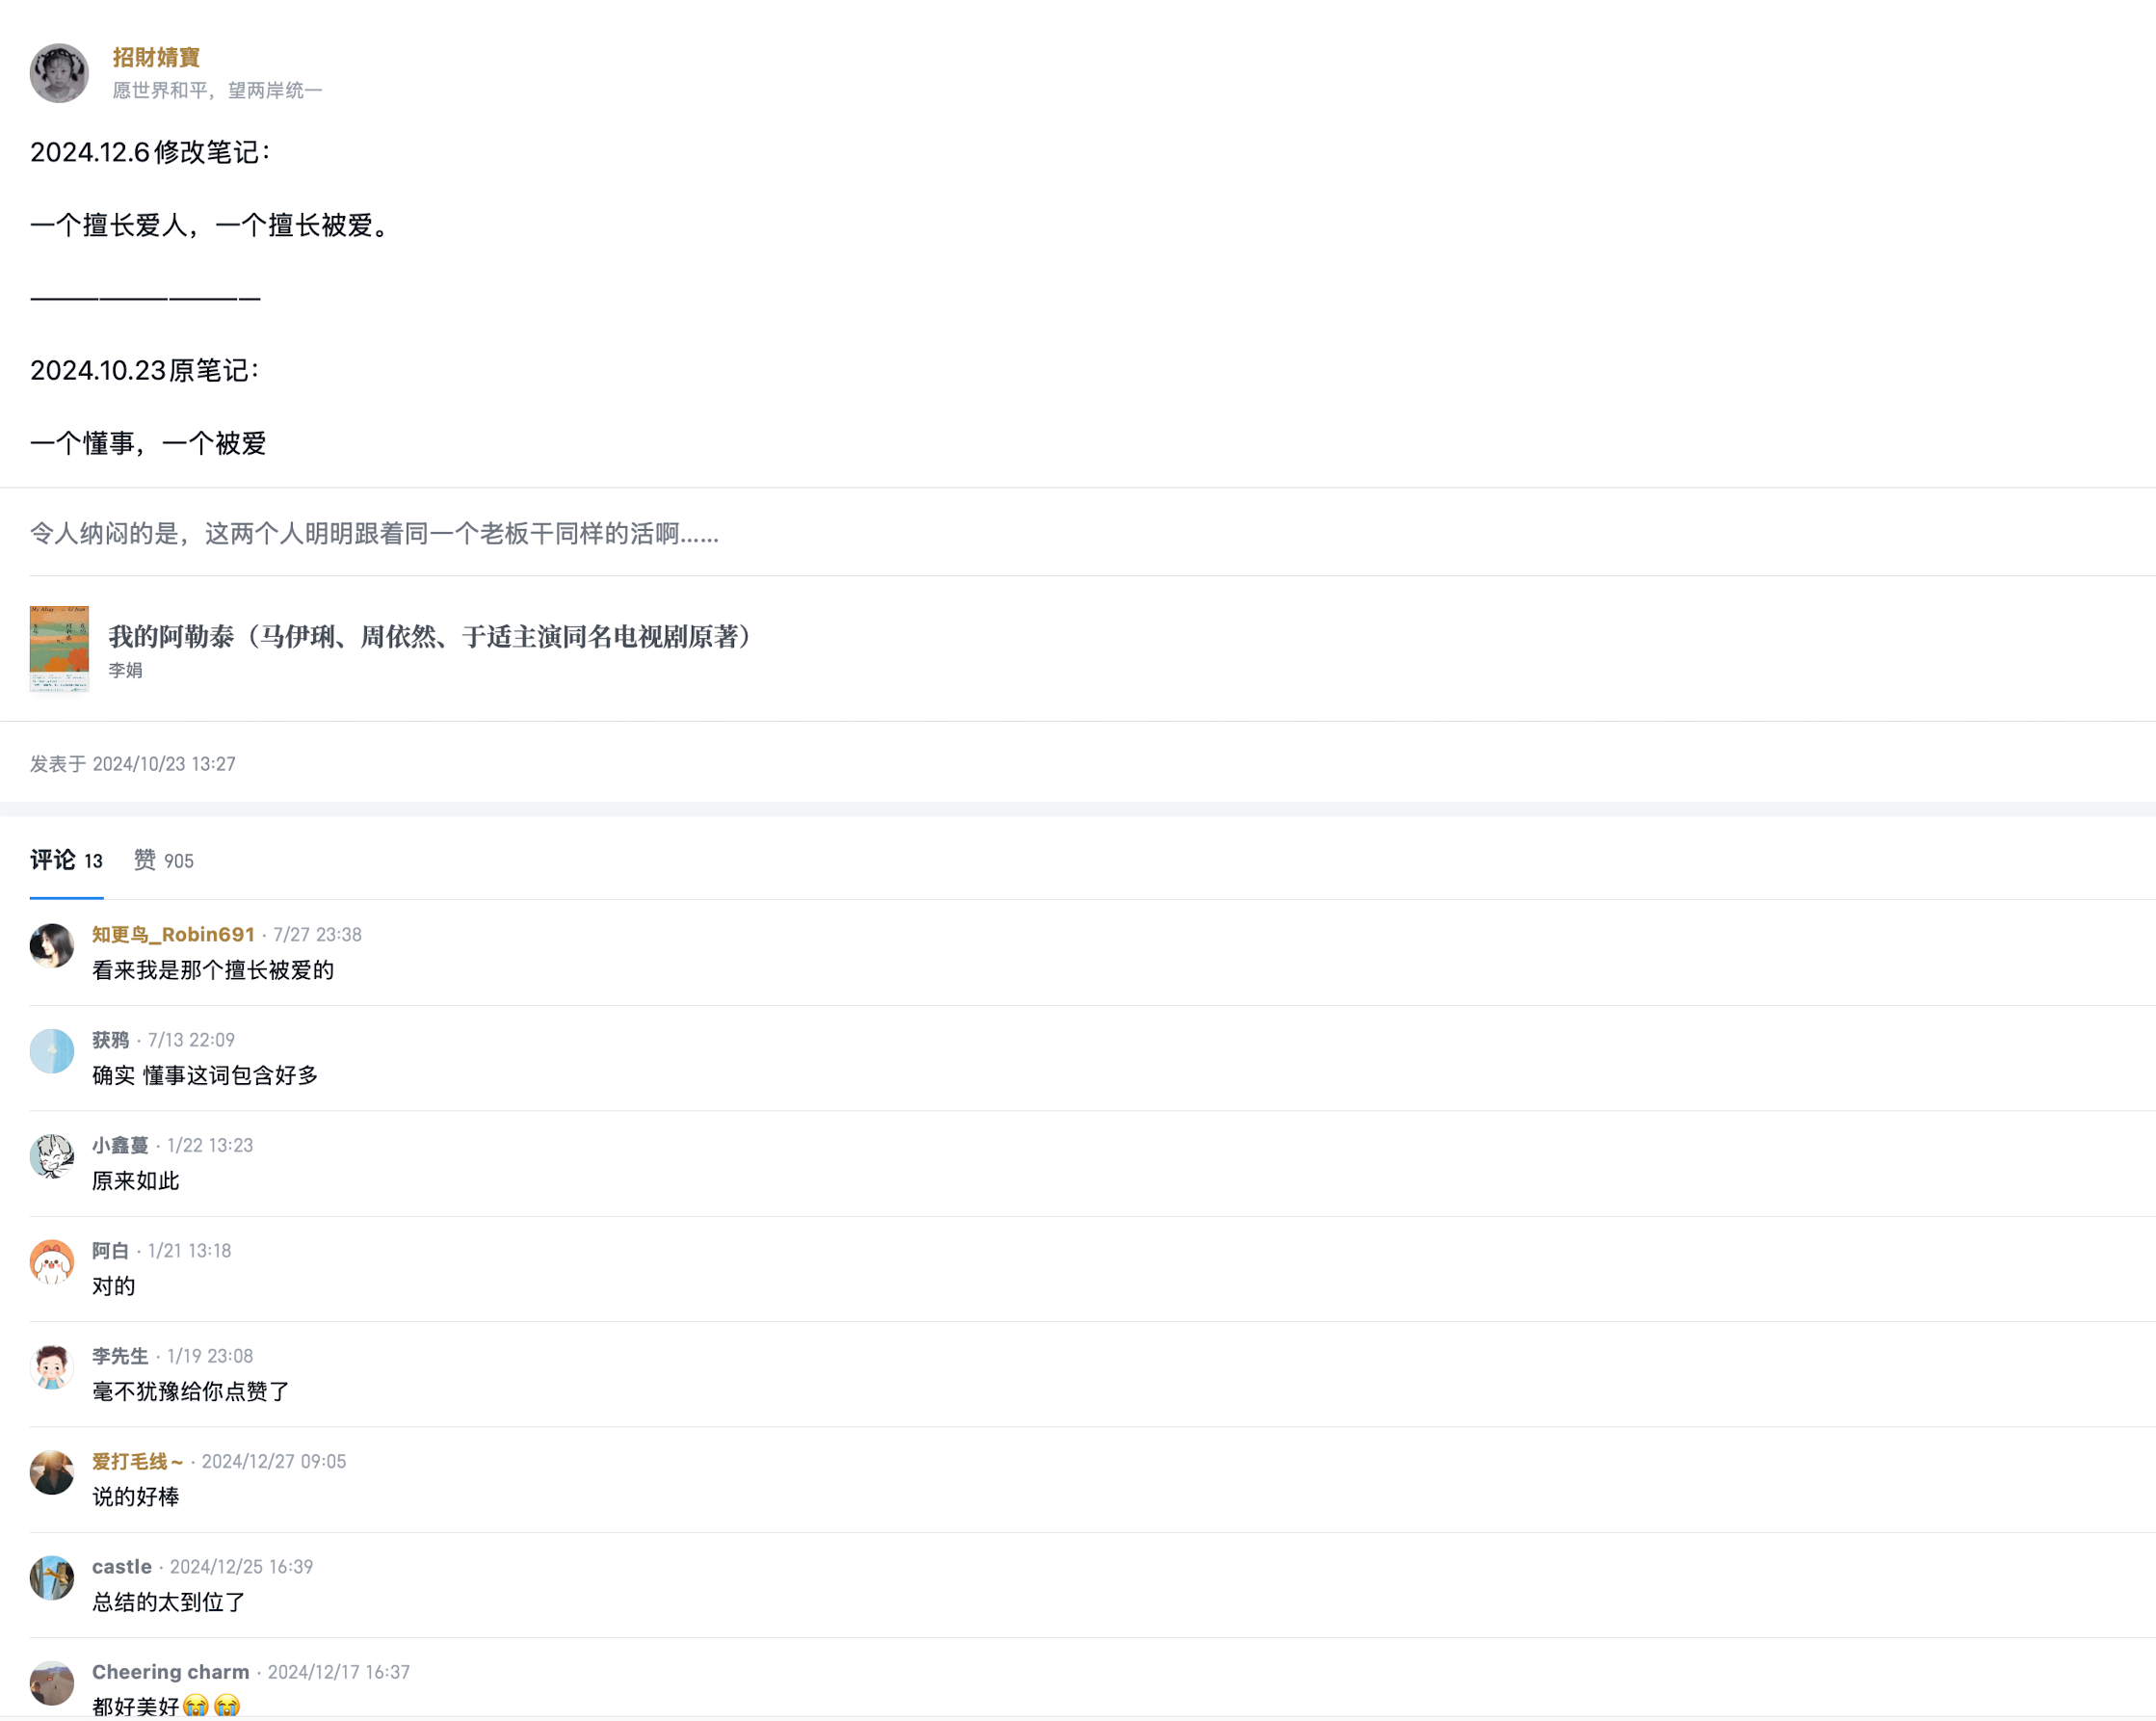 招財婧寶
愿世界和平，望两岸统一
2024.12.6修改笔记：
一个擅长爱人，一个擅长被爱。
——————————
2024.10.23原笔记：
一个懂事，一个被爱
令人纳闷的是，这两个人明明跟着同一个老板干同样的活啊……
我的阿勒泰（马伊琍、周依然、于适主演同名电视剧原著）
李娟
发表于 2024/10/23 13:27
评论 13 赞 905
知更鸟_Robin691 · 7/27 23:38
看来我是那个擅长被爱的
获鸦 · 7/13 22:09
确实 懂事这词包含好多
小鑫蔓 · 1/22 13:23
原来如此
阿白 · 1/21 13:18
对的
李先生 · 1/19 23:08
毫不犹豫给你点赞了
爱打毛线~ · 2024/12/27 09:05
说的好棒
castle · 2024/12/25 16:39
总结的太到位了
Cheering charm · 2024/12/17 16:37
都好美好😭😭